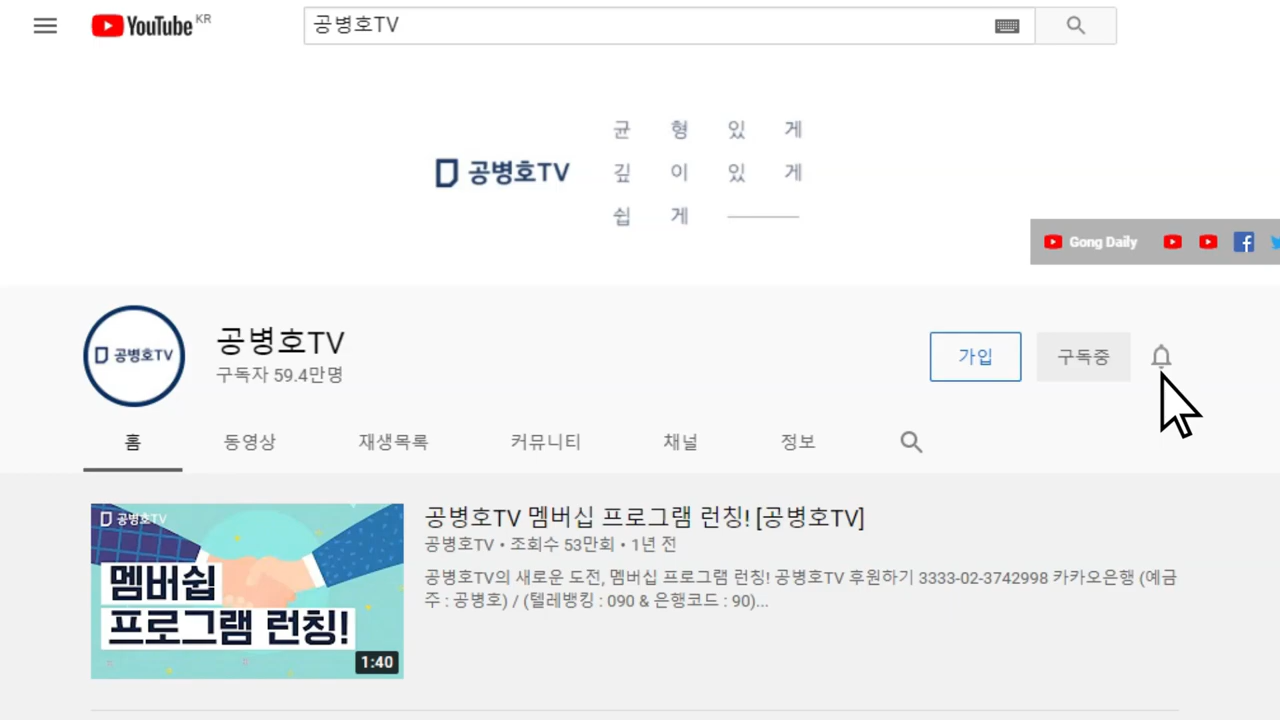 YouTube KR
공병호TV
균 형 있 게
공병호TV
깊 이 있 게
쉽 게
Gong Daily
공병호TV
공병호TV
구독자 59.4만명
가입
구독중
홈 동영상 재생목록 커뮤니티 채널 정보
공병호TV
멤버쉽
프로그램 런칭!
1:40
공병호TV 멤버십 프로그램 런칭! [공병호TV]
공병호TV • 조회수 53만회 • 1년 전
공병호TV의 새로운 도전, 멤버십 프로그램 런칭! 공병호TV 후원하기 3333-02-3742998 카카오은행 (예금
주 : 공병호) / (텔레뱅킹 : 090 & 은행코드 : 90)...